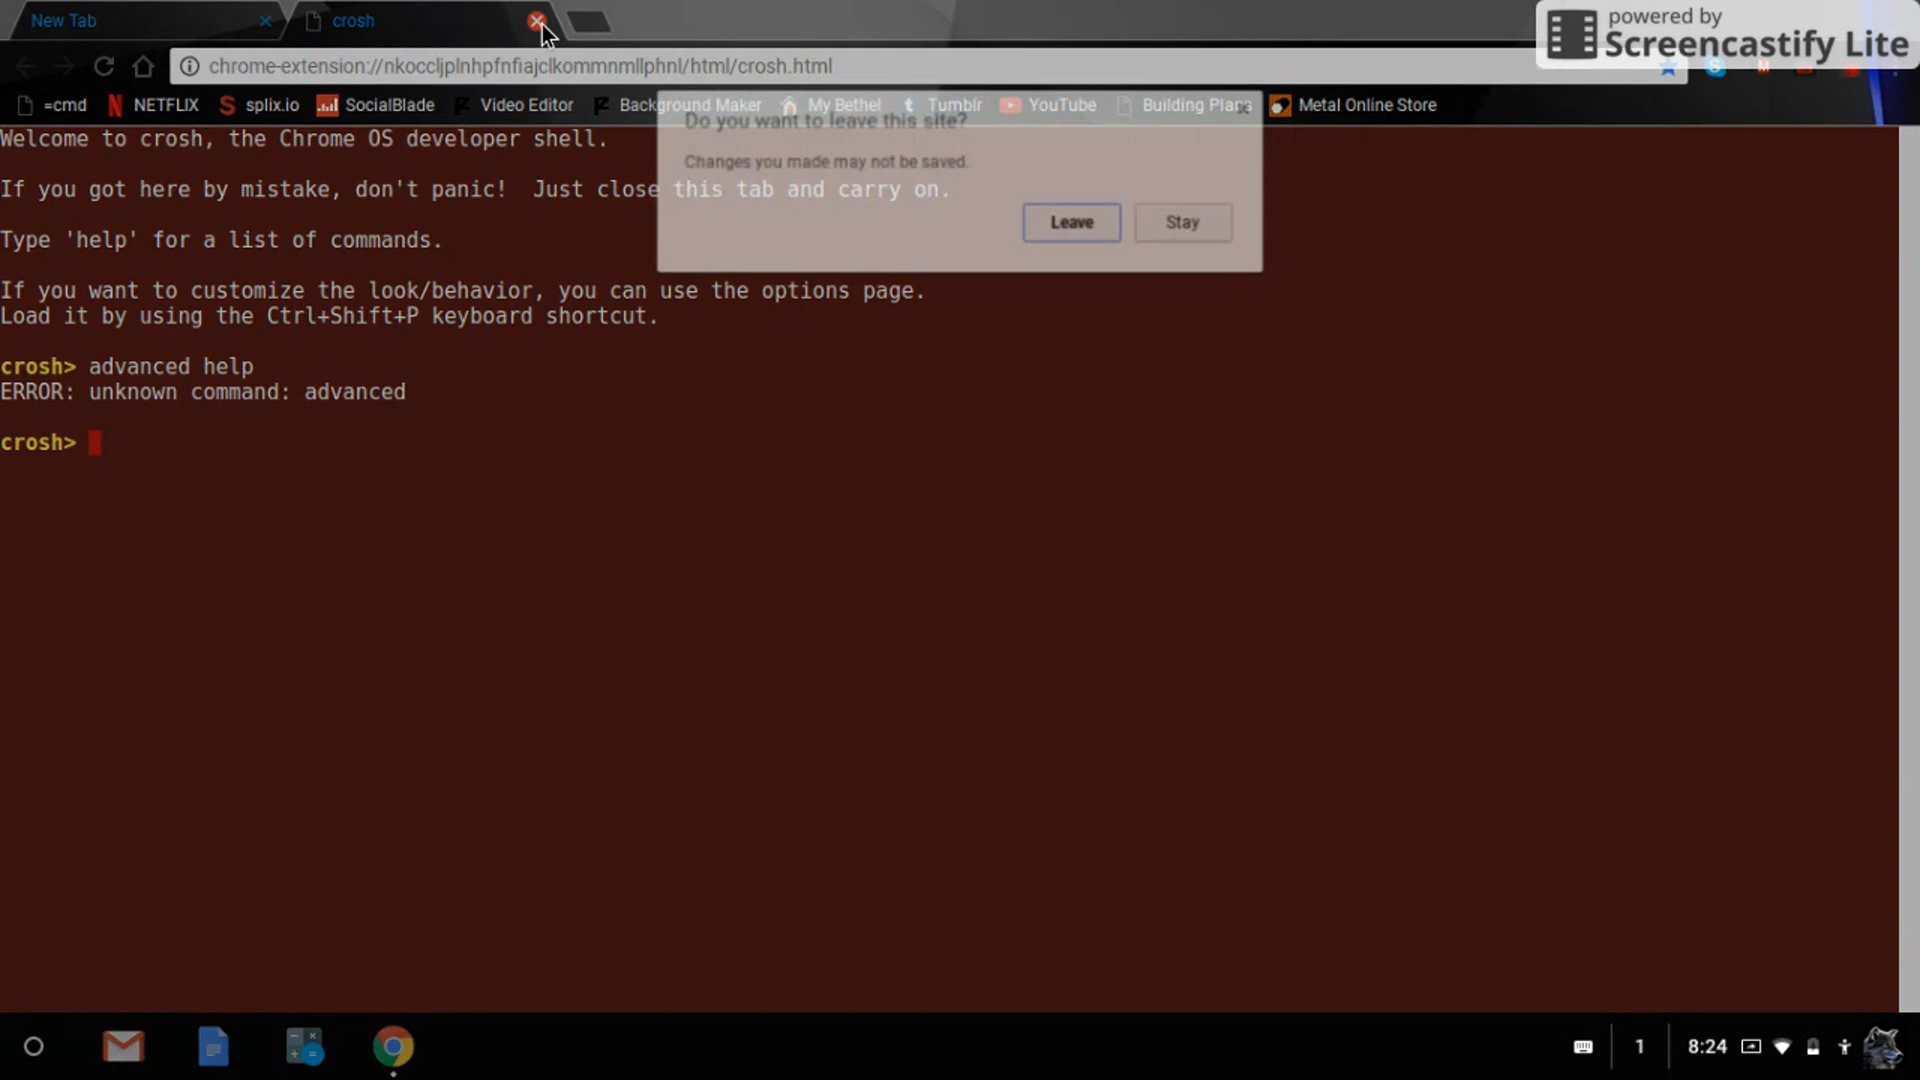 New Tab
crosh
powered by
Screencastify Lite
chrome-extension://nkoccljplnhpfnfiajclkommnmllphnl/html/crosh.html
=cmd NETFLIX splix.io SocialBlade Video Editor Background Maker My Bethel Tumblr YouTube Building Plans Metal Online Store
Do you want to leave this site?
Changes you made may not be saved.
Leave Stay
Welcome to crosh, the Chrome OS developer shell.
If you got here by mistake, don't panic!  Just close this tab and carry on.
Type 'help' for a list of commands.
If you want to customize the look/behavior, you can use the options page.
Load it by using the Ctrl+Shift+P keyboard shortcut.
crosh> advanced help
ERROR: unknown command: advanced
crosh>
1 8:24